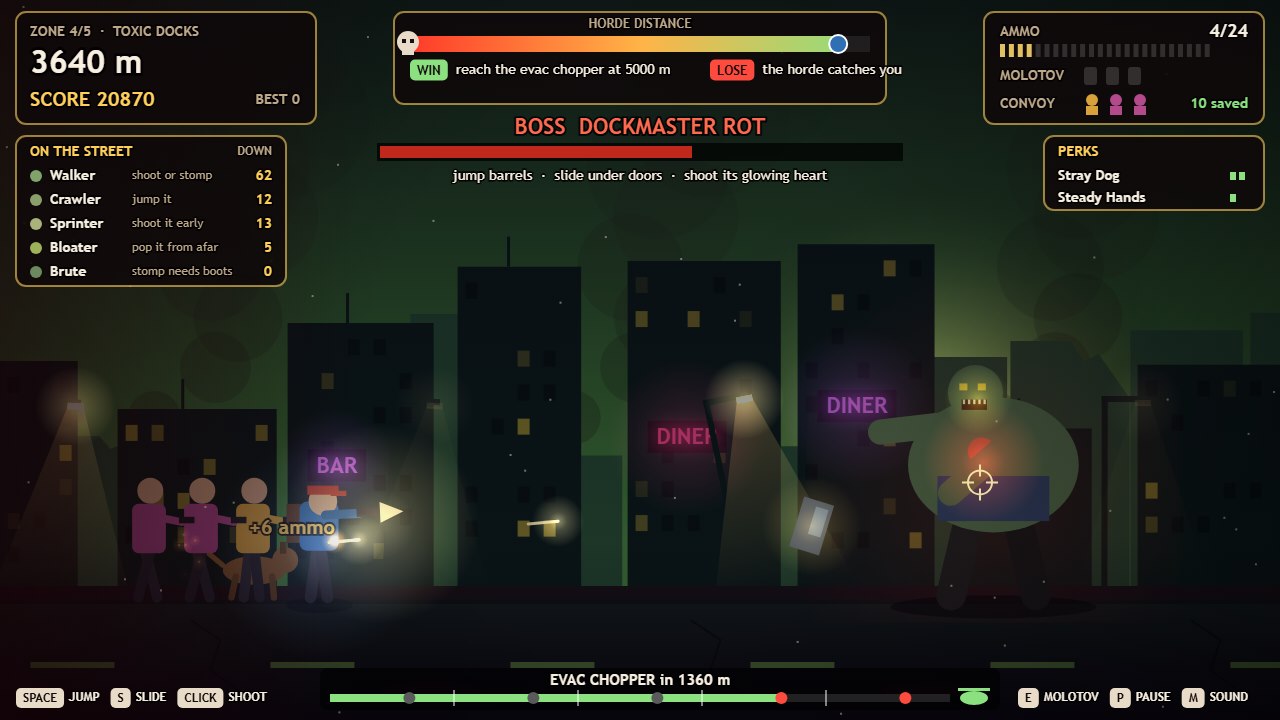 ZONE 4/5 · TOXIC DOCKS
3640 m
SCORE 20870 BEST 0
HORDE DISTANCE
WIN reach the evac chopper at 5000 m LOSE the horde catches you
AMMO 4/24
MOLOTOV
CONVOY 10 saved
BOSS DOCKMASTER ROT
jump barrels · slide under doors · shoot its glowing heart
ON THE STREET DOWN
Walker shoot or stomp 62
Crawler jump it 12
Sprinter shoot it early 13
Bloater pop it from afar 5
Brute stomp needs boots 0
PERKS
Stray Dog
Steady Hands
DINER
DINER
BAR
+6 ammo
EVAC CHOPPER in 1360 m
SPACE JUMP S SLIDE CLICK SHOOT
E MOLOTOV P PAUSE M SOUND